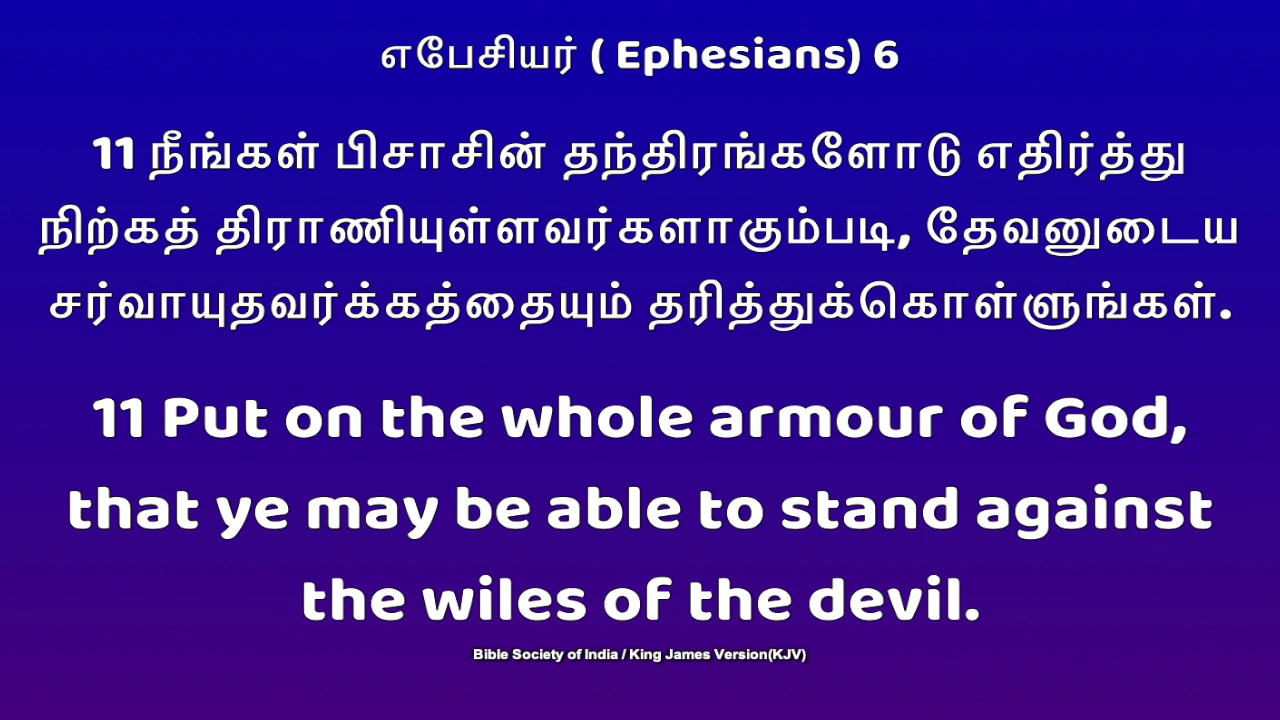 எபேசியர் ( Ephesians) 6
11 நீங்கள் பிசாசின் தந்திரங்களோடு எதிர்த்து
நிற்கத் திராணியுள்ளவர்களாகும்படி, தேவனுடைய
சர்வாயுதவர்க்கத்தையும் தரித்துக்கொள்ளுங்கள்.
11 Put on the whole armour of God,
that ye may be able to stand against
the wiles of the devil.
Bible Society of India / King James Version(KJV)